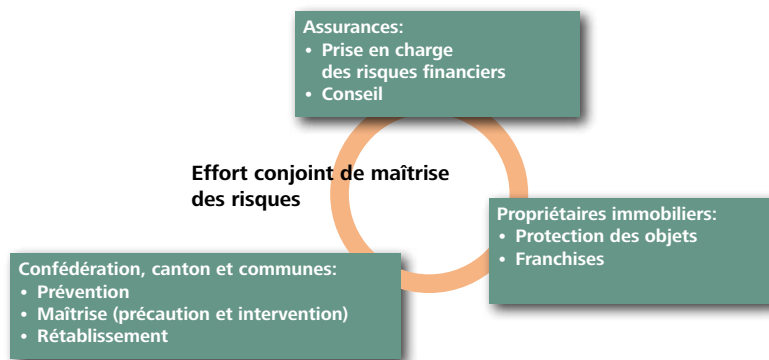 Assurances:
• Prise en charge
des risques financiers
• Conseil
Effort conjoint de maîtrise
des risques
Propriétaires immobiliers:
• Protection des objets
• Franchises
Confédération, canton et communes:
• Prévention
• Maîtrise (précaution et intervention)
• Rétablissement